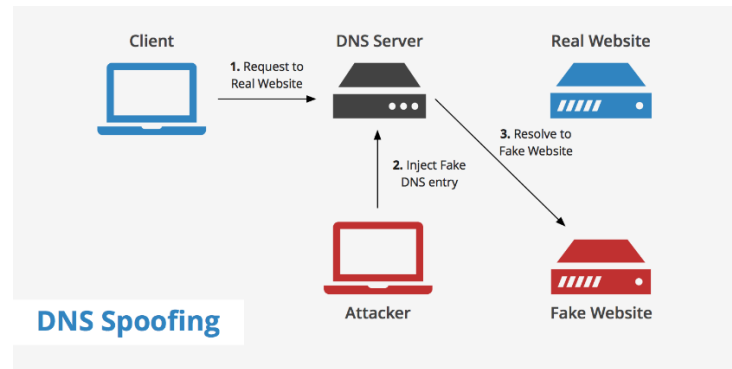 Client
DNS Server
Real Website
1. Request to
Real Website
3. Resolve to
Fake Website
2. Inject Fake
DNS entry
DNS Spoofing
Attacker
Fake Website